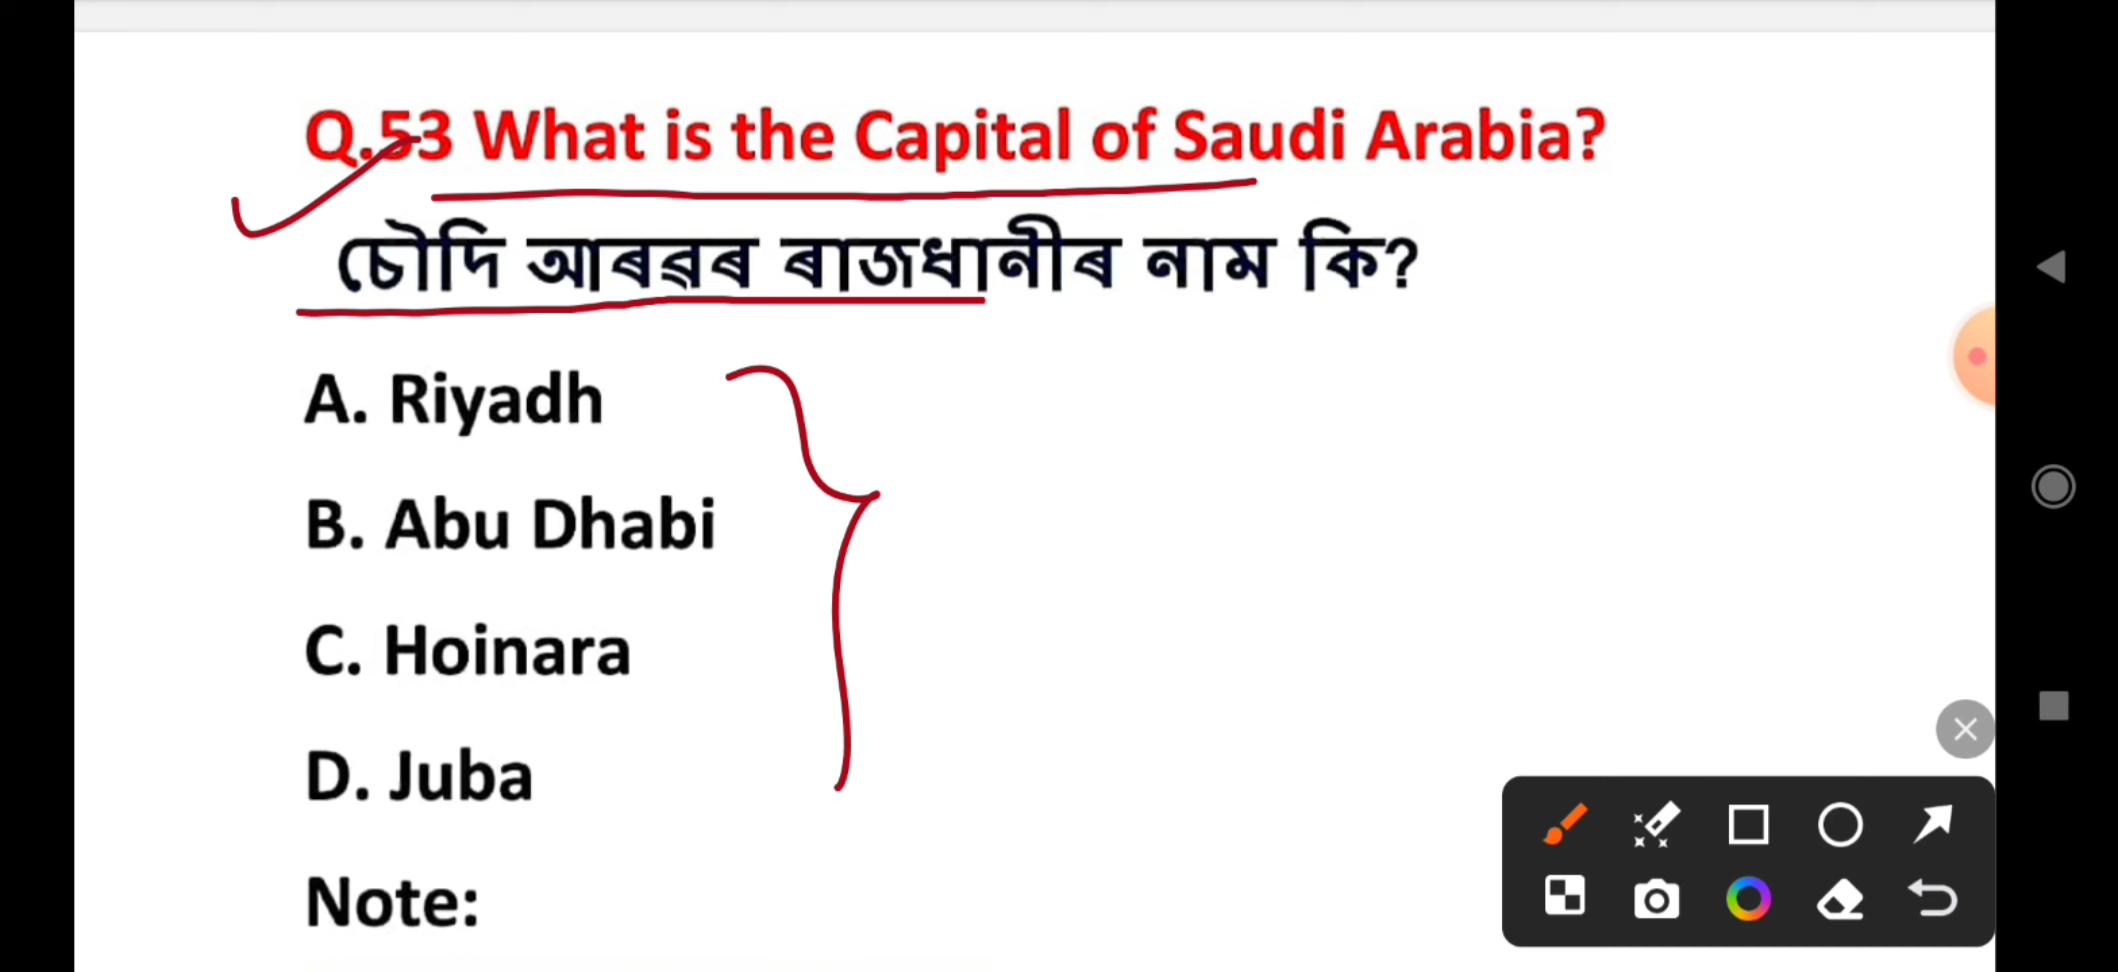 Q.53 What is the Capital of Saudi Arabia?
চৌদি আৰৱৰ ৰাজধানীৰ নাম কি?
A. Riyadh
B. Abu Dhabi
C. Hoinara
D. Juba
Note: